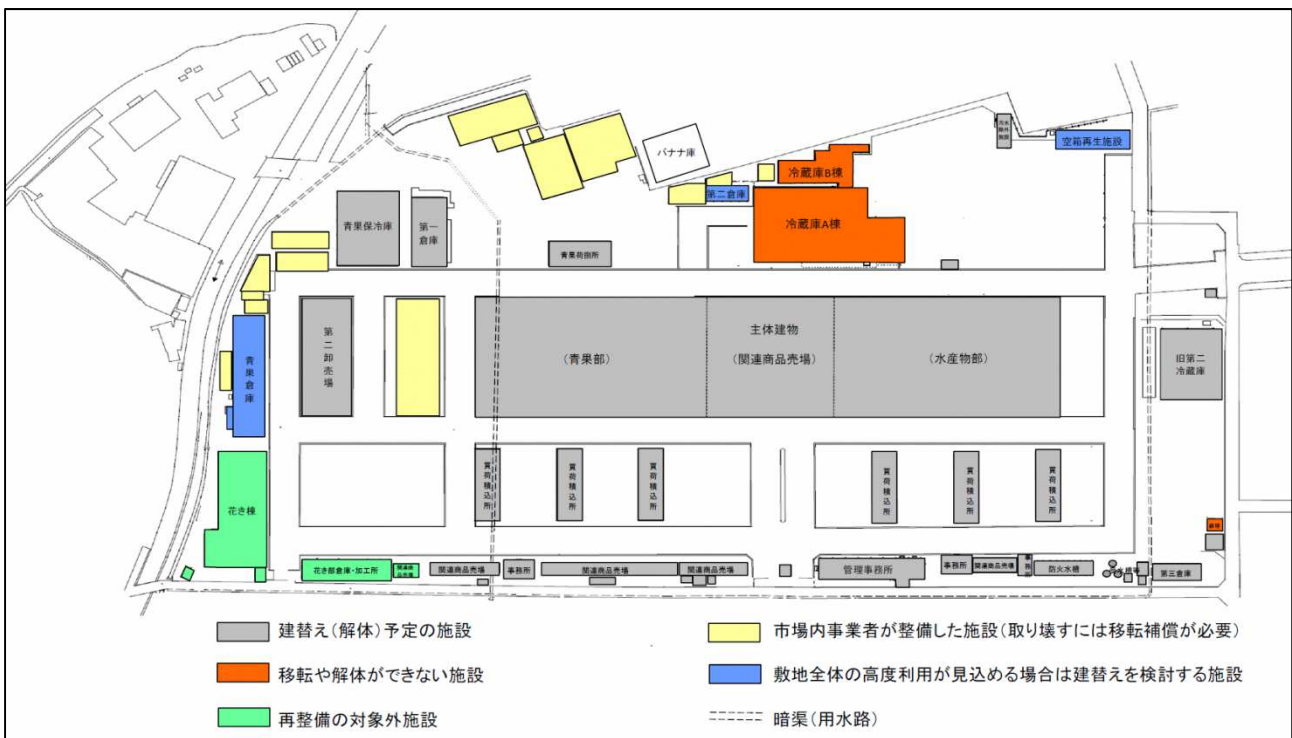 バナナ庫
空箱再生施設
冷蔵庫B棟
第二倉庫
青果保冷庫
第一倉庫
冷蔵庫A棟
青果荷捌所
第二卸売場
主体建物
(青果部)
(関連商品売場)
(水産物部)
旧第二
冷蔵庫
青果倉庫
買荷積込所
買荷積込所
買荷積込所
買荷積込所
買荷積込所
買荷積込所
花き棟
花き部倉庫・加工所
関連商品売場
関連商品売場
事務所
関連商品売場
関連商品売場
管理事務所
事務所
関連商品売場
防火水槽
第三倉庫
建替え(解体)予定の施設
市場内事業者が整備した施設(取り壊すには移転補償が必要)
移転や解体ができない施設
敷地全体の高度利用が見込める場合は建替えを検討する施設
再整備の対象外施設
暗渠(用水路)